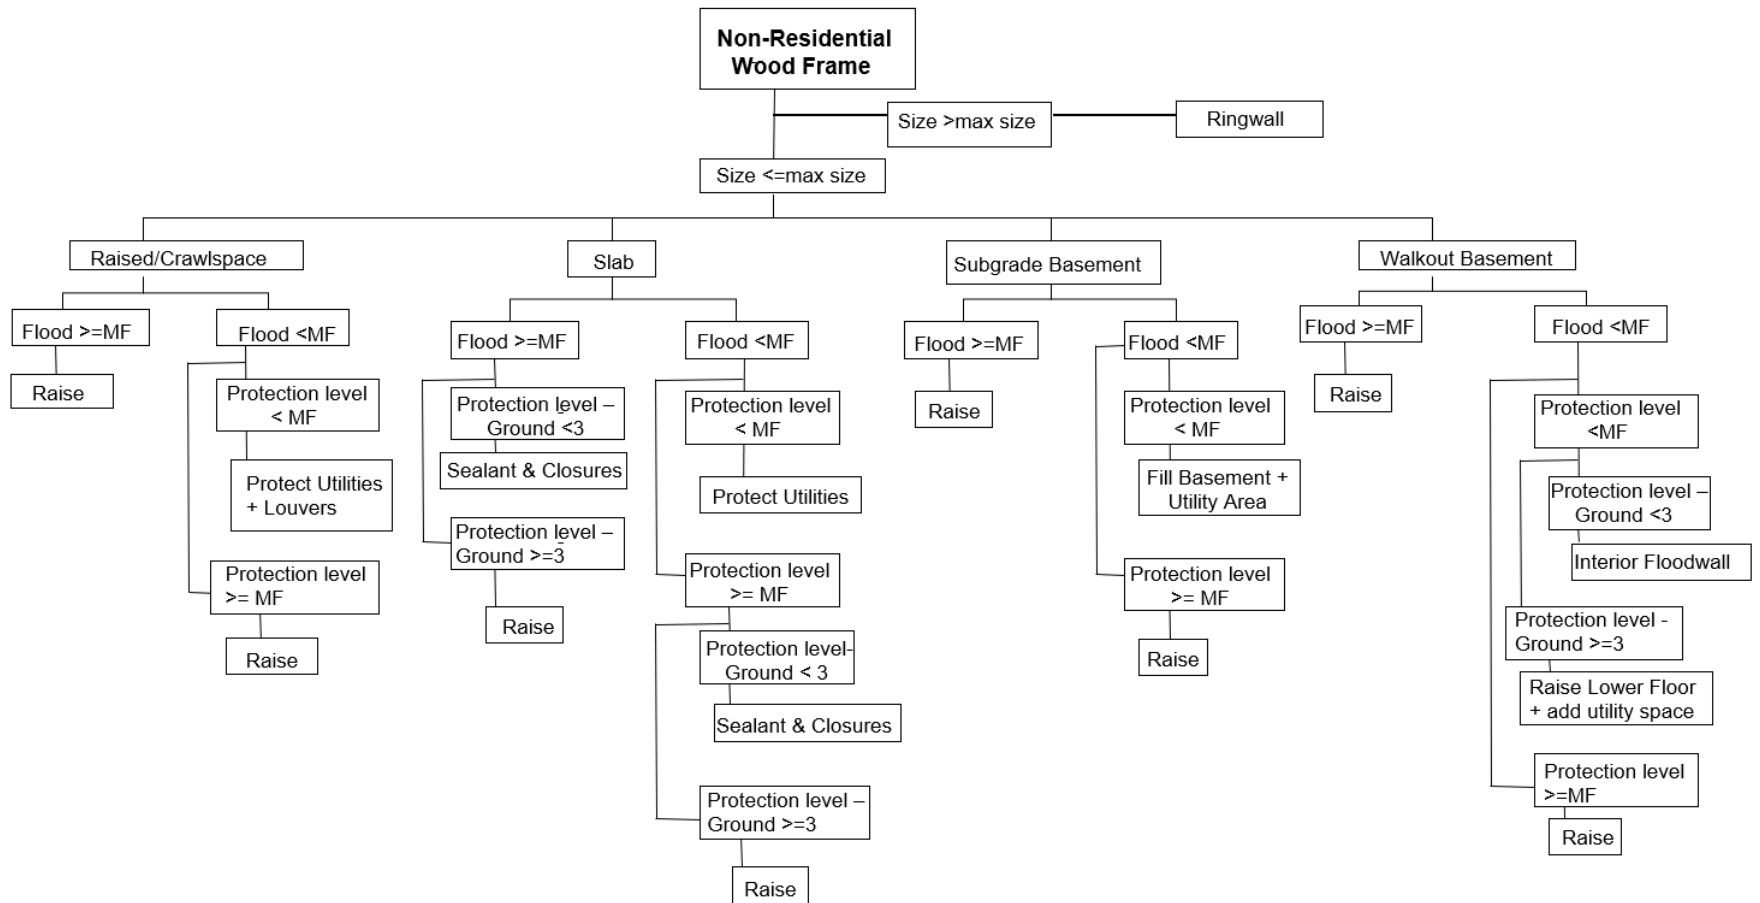 Non-Residential
Wood Frame
Size >max size
Ringwall
Size <=max size
Raised/Crawlspace
Flood >=MF
Raise
Flood <MF
Protection level
< MF
Protect Utilities
+ Louvers
Protection level
>= MF
Raise
Slab
Flood >=MF
Protection level –
Ground <3
Sealant & Closures
Protection level –
Ground >=3
Raise
Flood <MF
Protection level
< MF
Protect Utilities
Protection level
>= MF
Protection level-
Ground < 3
Sealant & Closures
Protection level –
Ground >=3
Raise
Subgrade Basement
Flood >=MF
Raise
Flood <MF
Protection level
< MF
Fill Basement +
Utility Area
Protection level
>= MF
Raise
Walkout Basement
Flood >=MF
Raise
Flood <MF
Protection level
<MF
Protection level –
Ground <3
Interior Floodwall
Protection level -
Ground >=3
Raise Lower Floor
+ add utility space
Protection level
>=MF
Raise